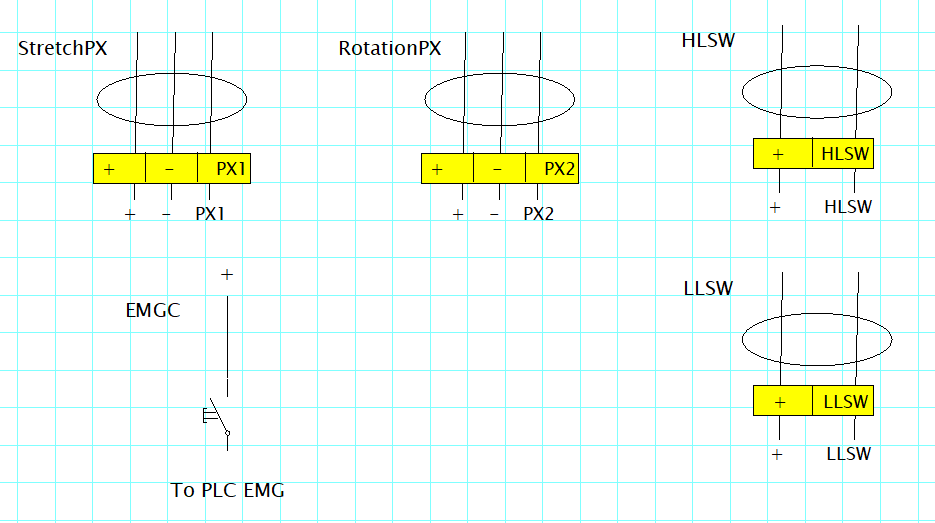 StretchPX
+ - PX1
+ - PX1
RotationPX
+ - PX2
+ - PX2
HLSW
+ HLSW
+ HLSW
+
EMGC
To PLC EMG
LLSW
+ LLSW
+ LLSW